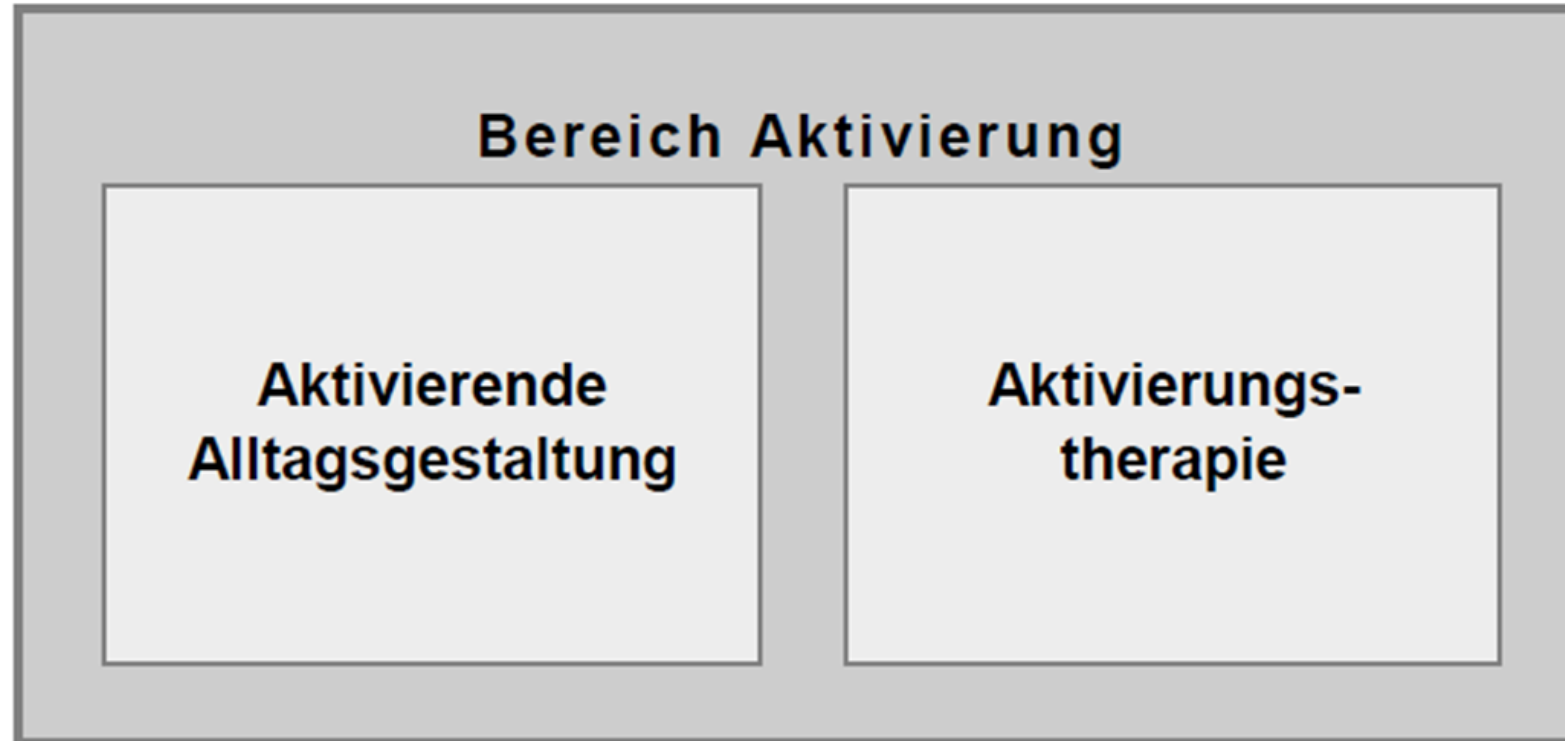 Bereich Aktivierung
Aktivierende
Alltagsgestaltung
Aktivierungs-
therapie